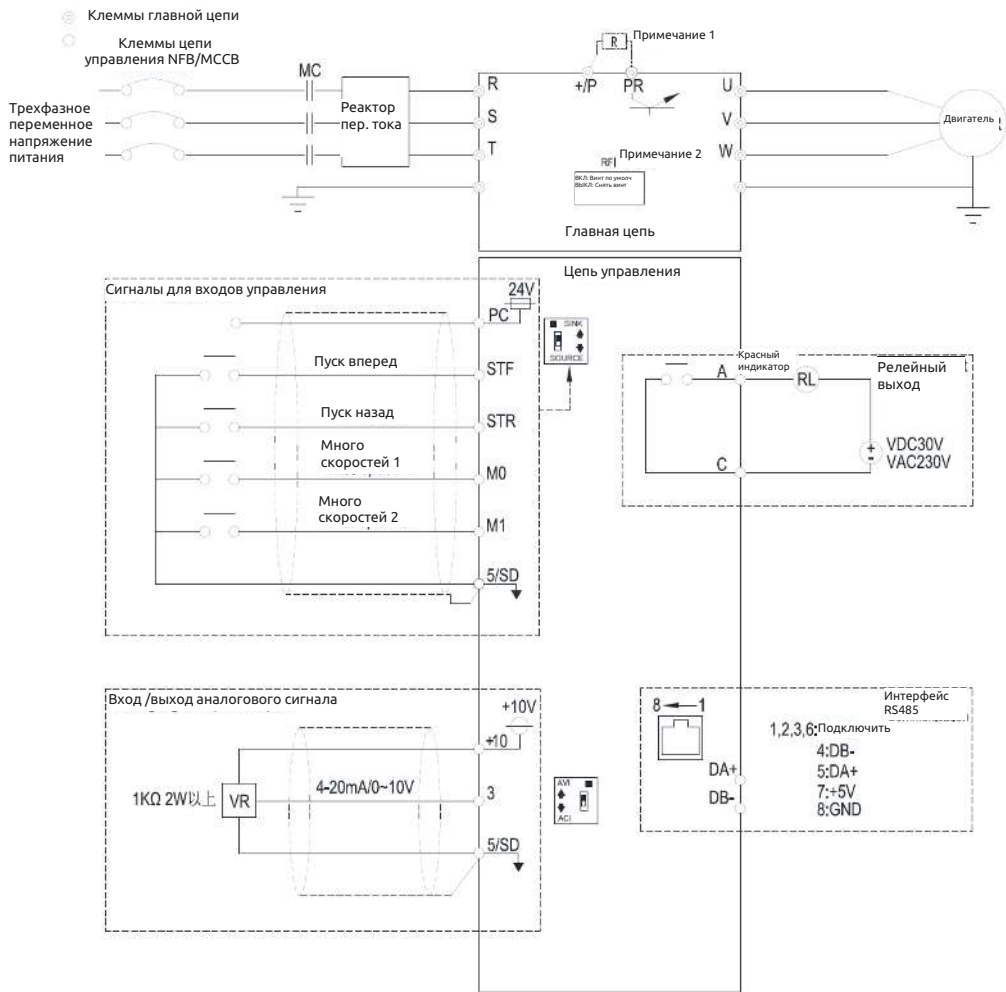 Клеммы главной цепи
Клеммы цепи
управления NFB/MCCB
Трехфазное
переменное
напряжение
питания
MC
Реактор
пер. тока
R
S
T
R
Примечание 1
+/P
PR
U
V
W
Двигатель
RFI
Примечание 2
ВКЛ: Винт по умолч
ВЫКЛ: Снять винт
Главная цепь
Цепь управления
Сигналы для входов управления
24V
PC
SINK
SOURCE
Пуск вперед
STF
Пуск назад
STR
Много
скоростей 1
M0
Много
скоростей 2
M1
5/SD
Красный
индикатор
Релейный
выход
A
RL
C
+
-
VDC30V
VAC230V
Вход /выход аналогового сигнала
+10V
+10
1KΩ 2W以上
VR
4-20mA/0~10V
3
5/SD
AVI
ACI
Интерфейс
RS485
8
1
1,2,3,6:Подключить
4:DB-
5:DA+
7:+5V
8:GND
DA+
DB-